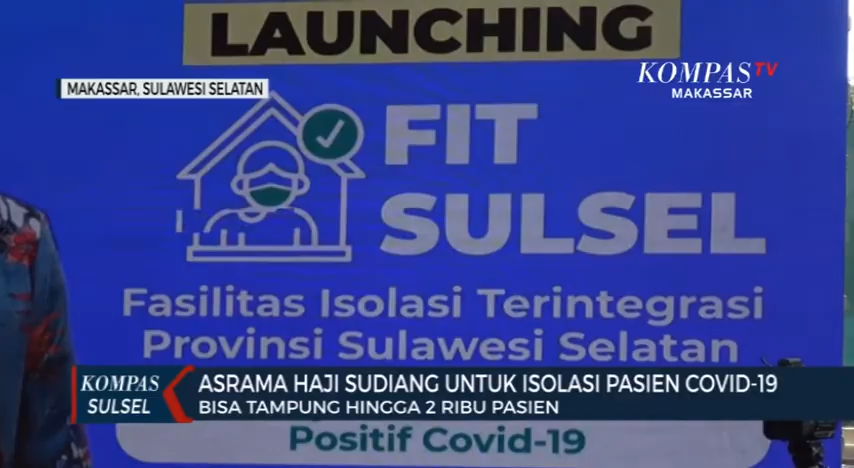 LAUNCHING
KOMPASTV
MAKASSAR
MAKASSAR, SULAWESI SELATAN
FIT
SULSEL
Fasilitas Isolasi Terintegrasi
Provinsi Sulawesi Selatan
KOMPAS
SULSEL
ASRAMA HAJI SUDIANG UNTUK ISOLASI PASIEN COVID-19
BISA TAMPUNG HINGGA 2 RIBU PASIEN
Positif Covid-19